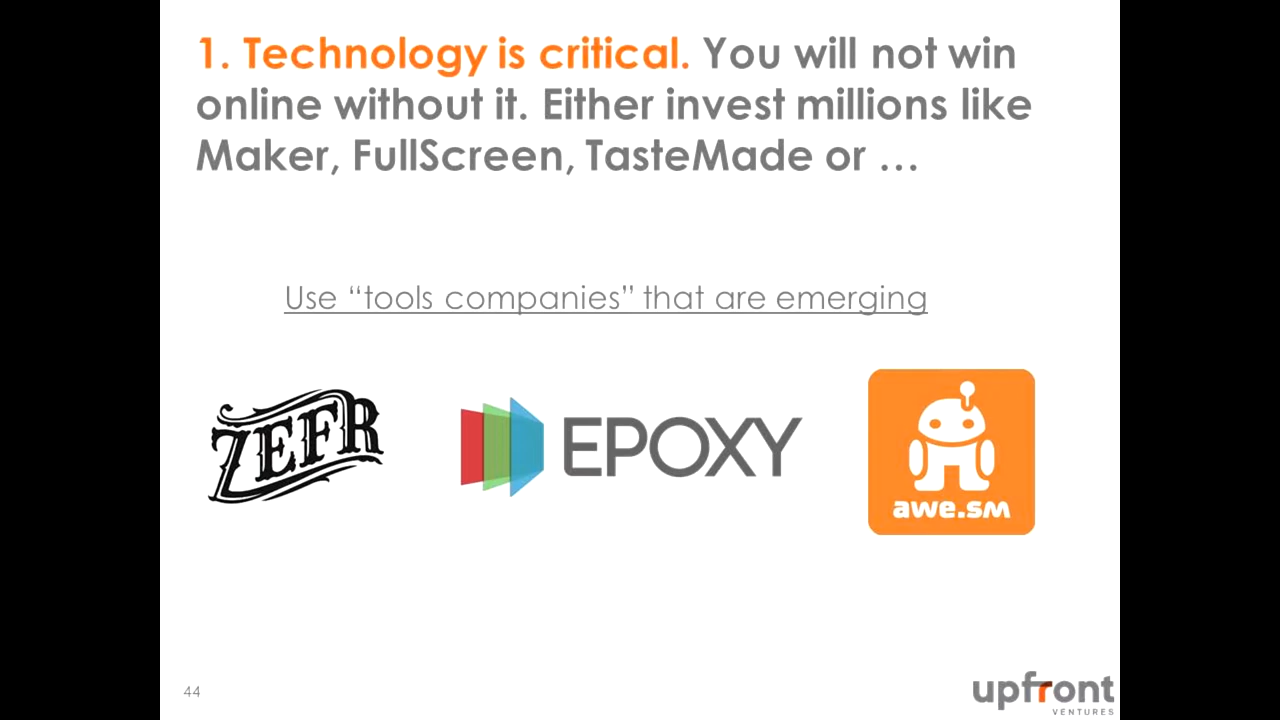 1. Technology is critical. You will not win
online without it. Either invest millions like
Maker, FullScreen, TasteMade or …
Use “tools companies” that are emerging
ZEFR
EPOXY
awe.sm
44
upfront
VENTURES